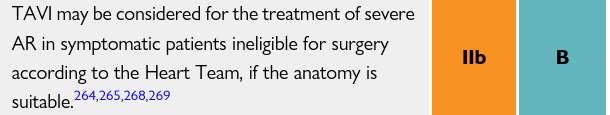 TAVI may be considered for the treatment of severe
AR in symptomatic patients ineligible for surgery
according to the Heart Team, if the anatomy is
suitable.264,265,268,269
IIb
B